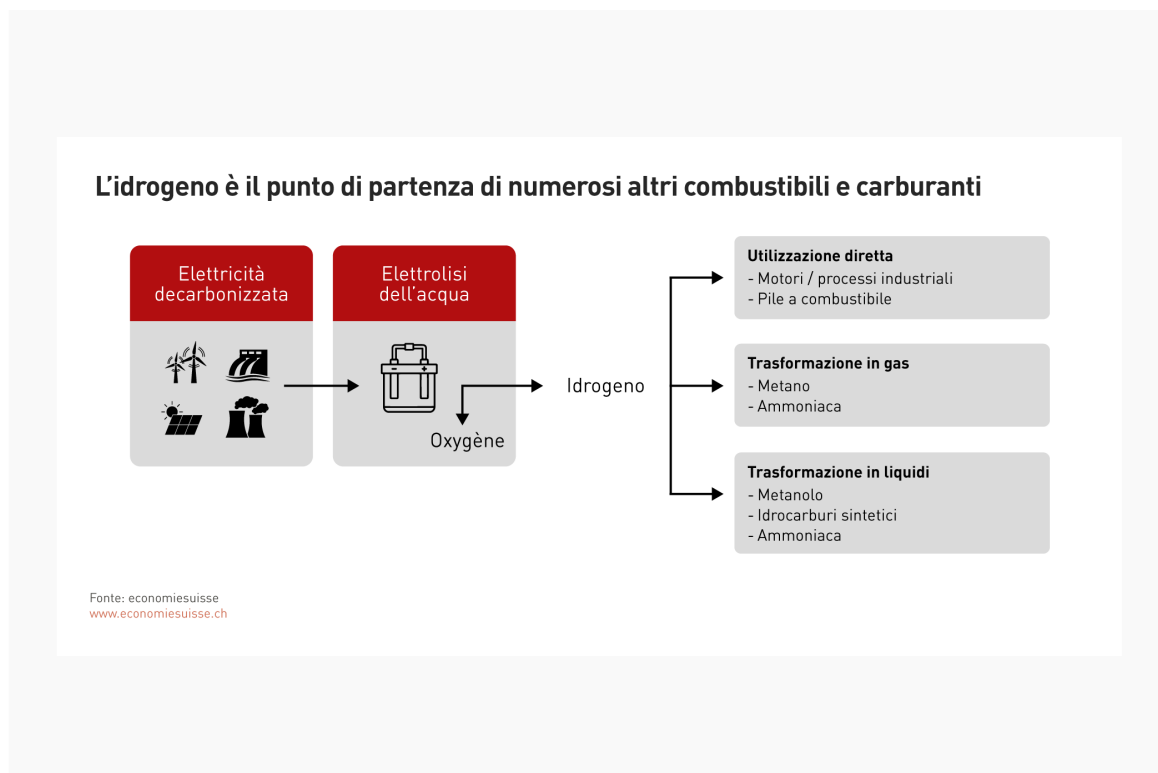 L'idrogeno è il punto di partenza di numerosi altri combustibili e carburanti
Elettricità
decarbonizzata
Elettrolisi
dell'acqua
- +
Oxygène
Idrogeno
Utilizzazione diretta
- Motori / processi industriali
- Pile a combustibile
Trasformazione in gas
- Metano
- Ammoniaca
Trasformazione in liquidi
- Metanolo
- Idrocarburi sintetici
- Ammoniaca
Fonte: economiesuisse
www.economiesuisse.ch